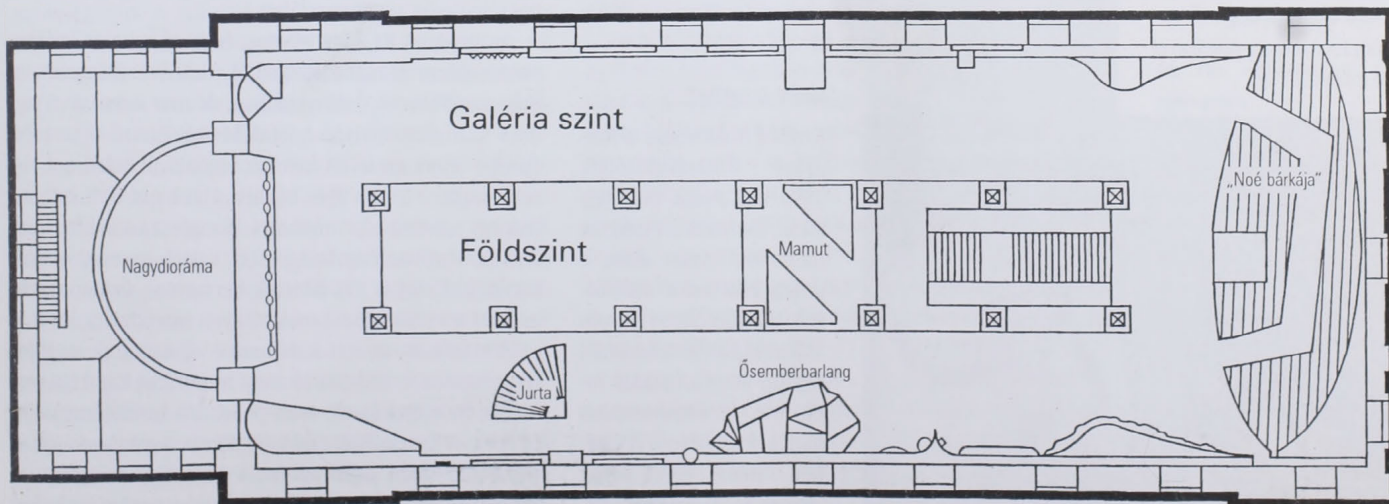 Galéria szint
„Noé bárkája”
Földszint
Mamut
Nagydioráma
Ősemberbarlang
Jurta